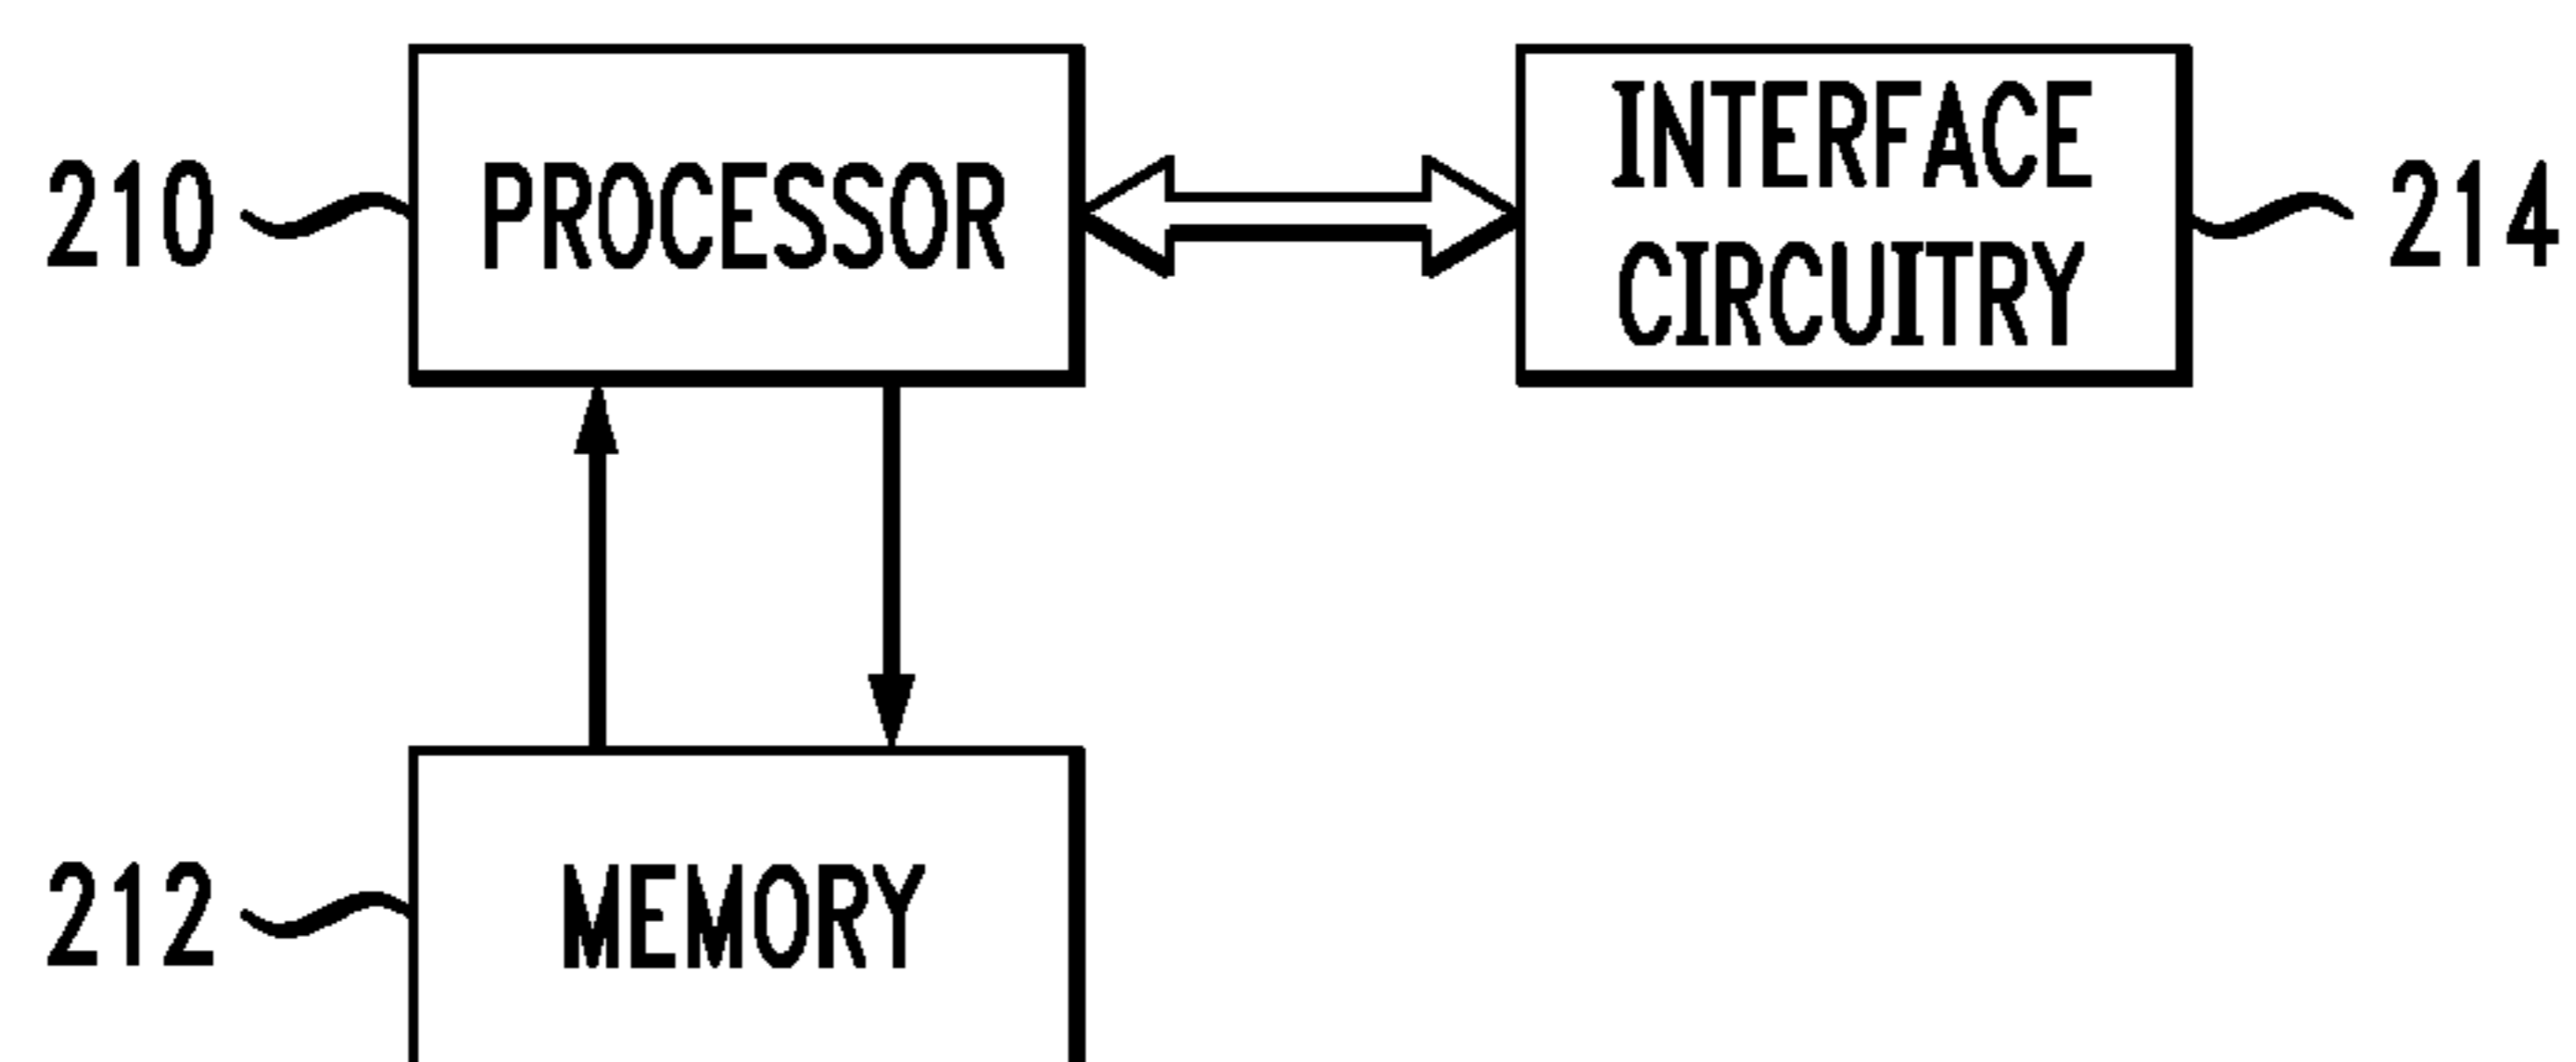 210
PROCESSOR
INTERFACE
CIRCUITRY
214
212
MEMORY